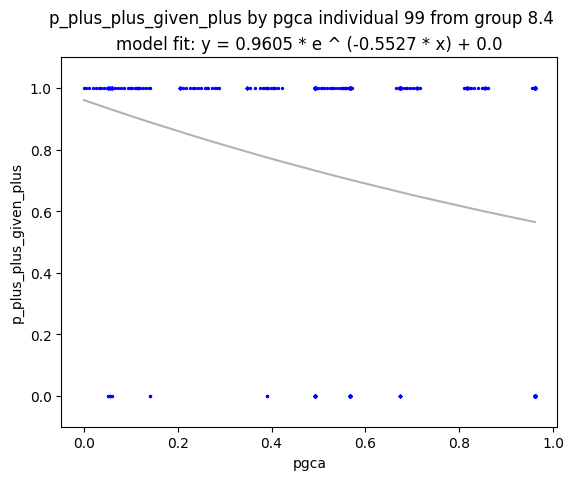 p_plus_plus_given_plus by pgca individual 99 from group 8.4
model fit: y = 0.9605 * e ^ (-0.5527 * x) + 0.0
p_plus_plus_given_plus
1.0
0.8
0.6
0.4
0.2
0.0
0.0 0.2 0.4 0.6 0.8 1.0
pgca